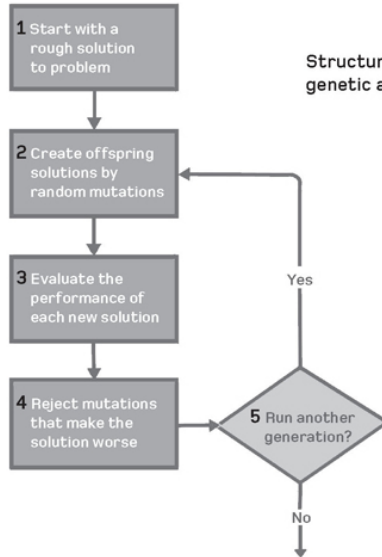 1 Start with a
rough solution
to problem
2 Create offspring
solutions by
random mutations
3 Evaluate the
performance of
each new solution
4 Reject mutations
that make the
solution worse
5 Run another
generation?
Yes
No
genetic